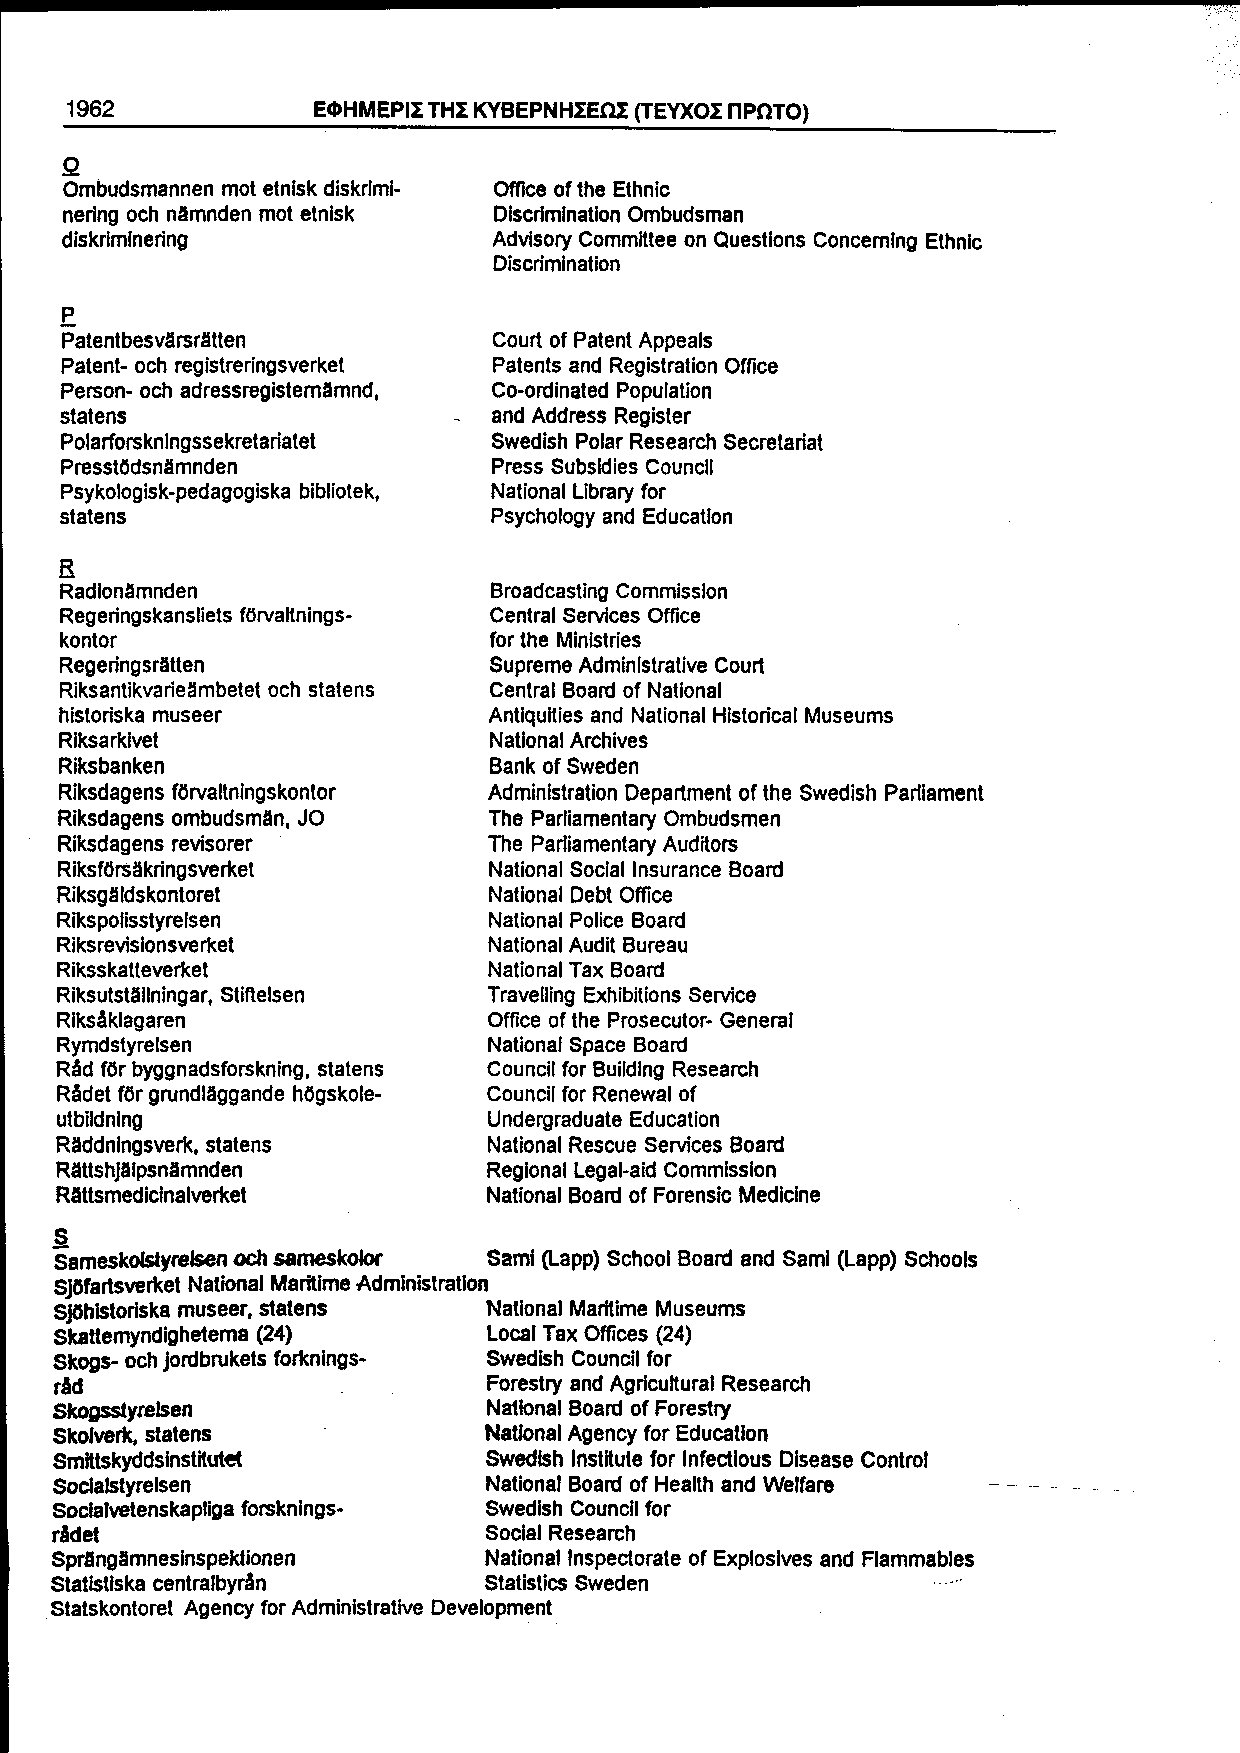 1962 ΕΦΗΜΕΡΙΣ ΤΗΣ ΚΥΒΕΡΝΗΣΕΩΣ (ΤΕΥΧΟΣ ΠΡΩΤΟ)
O
Ombudsmannen mot etnisk diskrimi- Office of the Ethnic
nering och nämnden mot etnisk Discrimination Ombudsman
diskriminering Advisory Committee on Questions Concerning Ethnic
Discrimination
P
Patentbesvärsrätten Court of Patent Appeals
Patent- och registreringsverket Patents and Registration Office
Person- och adressregisternämnd, Co-ordinated Population
statens and Address Register
Polarforskningssekretariatet Swedish Polar Research Secretariat
Presstödsnämnden Press Subsidies Council
Psykologisk-pedagogiska bibliotek, National Library for
statens Psychology and Education
R
Radionämnden Broadcasting Commission
Regeringskansliets förvaltnings- Central Services Office
kontor for the Ministries
Regeringsrätten Supreme Administrative Court
Riksantikvarieämbetet och statens Central Board of National
historiska museer Antiquities and National Historical Museums
Riksarkivet National Archives
Riksbanken Bank of Sweden
Riksdagens förvaltningskontor Administration Department of the Swedish Parliament
Riksdagens ombudsmän, JO The Parliamentary Ombudsmen
Riksdagens revisorer The Parliamentary Auditors
Riksförsäkringsverket National Social Insurance Board
Riksgäldskontoret National Debt Office
Rikspolisstyrelsen National Police Board
Riksrevisionsverket National Audit Bureau
Riksskatteverket National Tax Board
Riksutställningar, Stiftelsen Travelling Exhibitions Service
Riksåklagaren Office of the Prosecutor- General
Rymdstyrelsen National Space Board
Råd för byggnadsforskning, statens Council for Building Research
Rådet för grundläggande högskole- Council for Renewal of
utbildning Undergraduate Education
Räddningsverk, statens National Rescue Services Board
Rättshjälpsnämnden Regional Legal-aid Commission
Rättsmedicinalverket National Board of Forensic Medicine
S
Sameskolstyrelsen och sameskolor Sami (Lapp) School Board and Sami (Lapp) Schools
Sjöfartsverket National Maritime Administration
Sjöhistoriska museer, statens National Maritime Museums
Skattemyndigheterna (24) Local Tax Offices (24)
Skogs- och jordbrukets forknings- Swedish Council for
råd Forestry and Agricultural Research
Skogsstyrelsen National Board of Forestry
Skolverk, statens National Agency for Education
Smittskyddsinstitutet Swedish Institute for Infectious Disease Control
Socialstyrelsen National Board of Health and Welfare
Socialvetenskapliga forsknings- Swedish Council for
rådet Social Research
Sprängämnesinspektionen National Inspectorate of Explosives and Flammables
Statistiska centralbyrån Statistics Sweden
Statskontoret Agency for Administrative Development